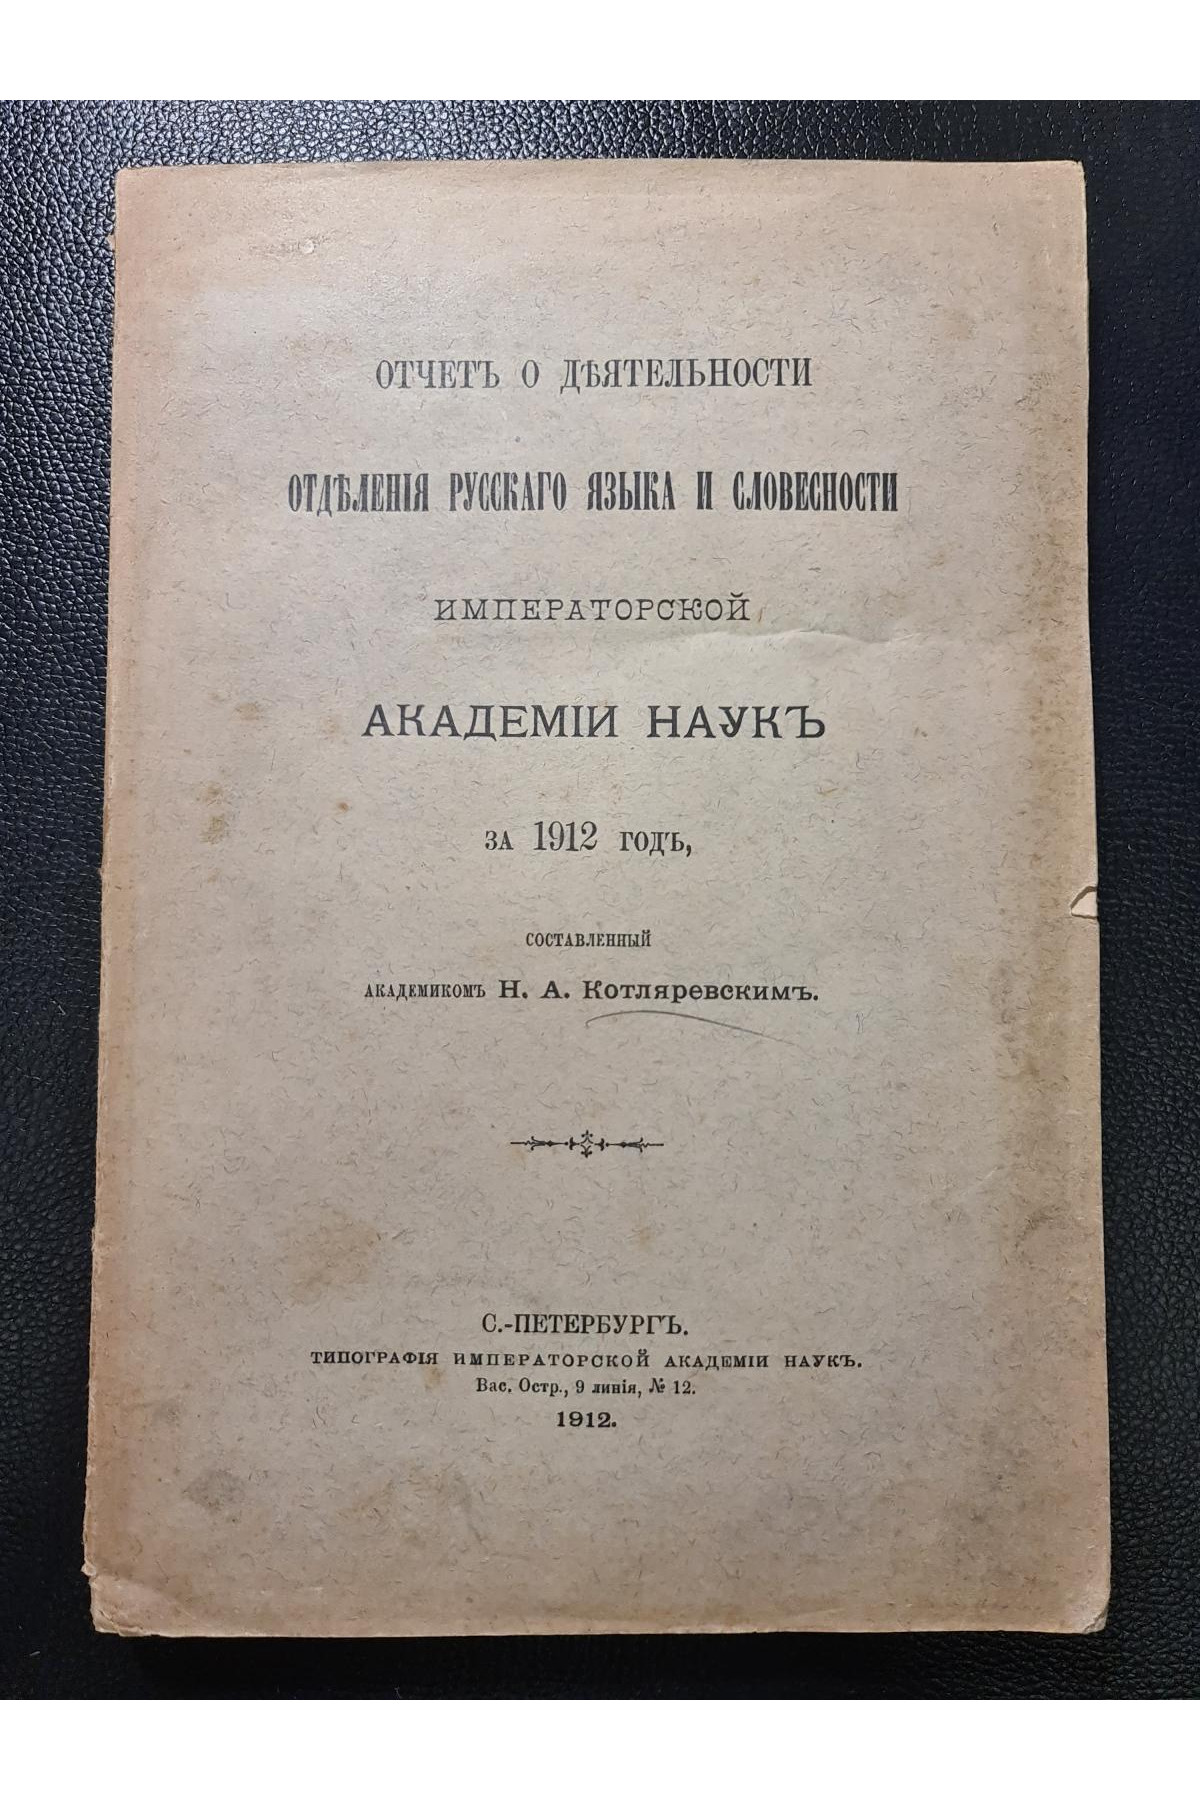 ОТЧЕТЪ О ДѢЯТЕЛЬНОСТИ
ОТДѢЛЕНІЯ РУССКАГО ЯЗЫКА И СЛОВЕСНОСТИ
ИМПЕРАТОРСКОЙ
АКАДЕМІИ НАУКЪ
ЗА 1912 ГОДЪ,
СОСТАВЛЕННЫЙ
АКАДЕМИКОМЪ Н. А. Котляревскимъ.
С.-ПЕТЕРБУРГЪ.
ТИПОГРАФІЯ ИМПЕРАТОРСКОЙ АКАДЕМІИ НАУКЪ.
Вас. Остр., 9 линія, № 12.
1912.